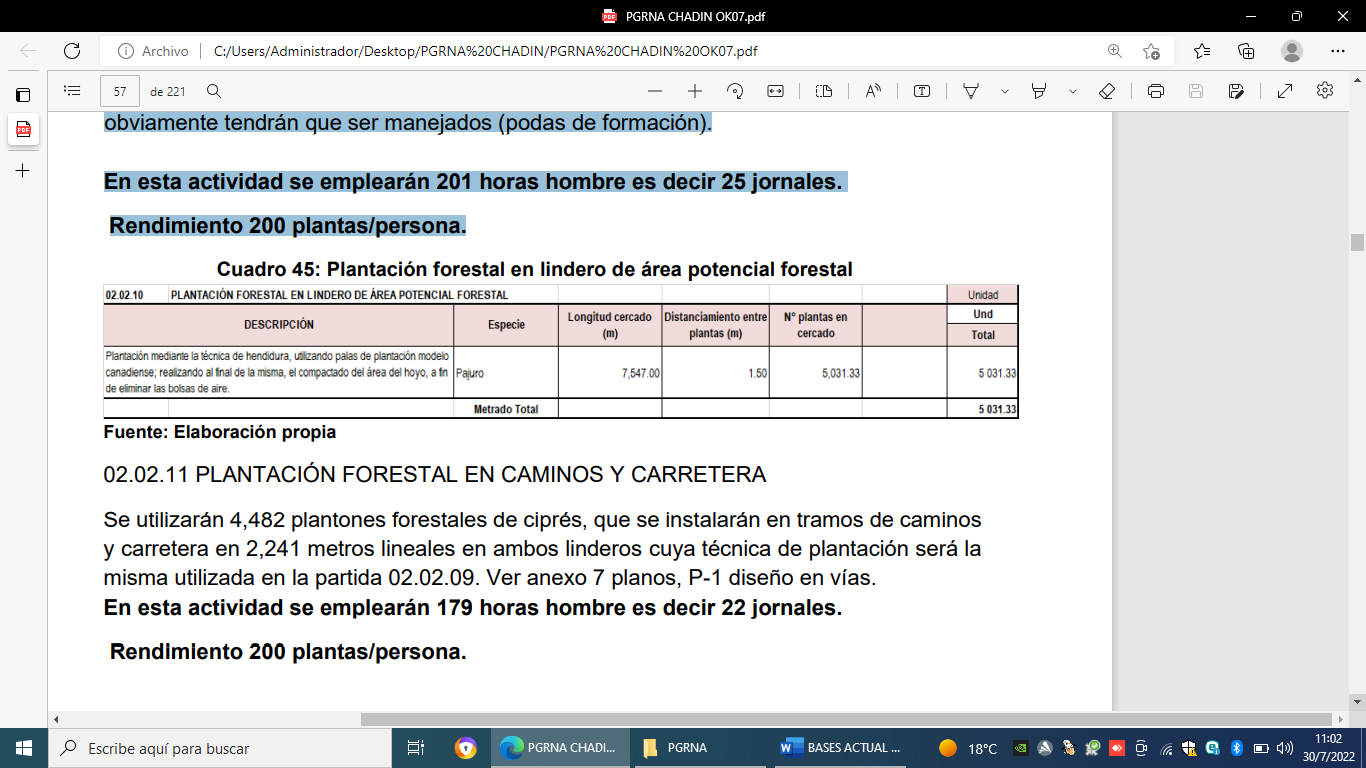 PGRNA CHADIN OK07.pdf
Archivo
C:/Users/Administrador/Desktop/PGRNA%20CHADIN/PGRNA%20CHADIN%20OK07.pdf
57 de 221
obviamente tendrán que ser manejados (podas de formación).
En esta actividad se emplearán 201 horas hombre es decir 25 jornales.
Rendimiento 200 plantas/persona.
Cuadro 45: Plantación forestal en lindero de área potencial forestal
02.02.10 PLANTACIÓN FORESTAL EN LINDERO DE ÁREA POTENCIAL FORESTAL Unidad
DESCRIPCIÓN Especie Longitud cercado (m) Distanciamiento entre plantas (m) N° plantas en cercado Und
Total
Plantación mediante la técnica de hendidura, utilizando palas de plantación modelo
canadiense; realizando al final de la misma, el compactado del área del hoyo, a fin Pajuro 7,547.00 1.50 5,031.33 5 031.33
de eliminar las bolsas de aire.
Metrado Total 5 031.33
Fuente: Elaboración propia
02.02.11 PLANTACIÓN FORESTAL EN CAMINOS Y CARRETERA
Se utilizarán 4,482 plantones forestales de ciprés, que se instalarán en tramos de caminos
y carretera en 2,241 metros lineales en ambos linderos cuya técnica de plantación será la
misma utilizada en la partida 02.02.09. Ver anexo 7 planos, P-1 diseño en vías.
En esta actividad se emplearán 179 horas hombre es decir 22 jornales.
Rendimiento 200 plantas/persona.
Escribe aquí para buscar
PGRNA CHADI...
PGRNA
BASES ACTUAL ...
18°C
11:02
30/7/2022